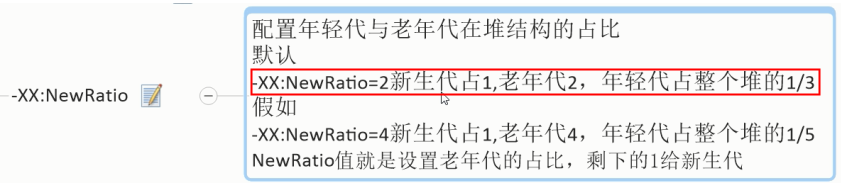 配置年轻代与老年代在堆结构的占比
默认
-XX:NewRatio=2新生代占1,老年代2，年轻代占整个堆的1/3
-XX:NewRatio
假如
-XX:NewRatio=4新生代占1,老年代4，年轻代占整个堆的1/5
NewRatio值就是设置老年代的占比，剩下的1给新生代